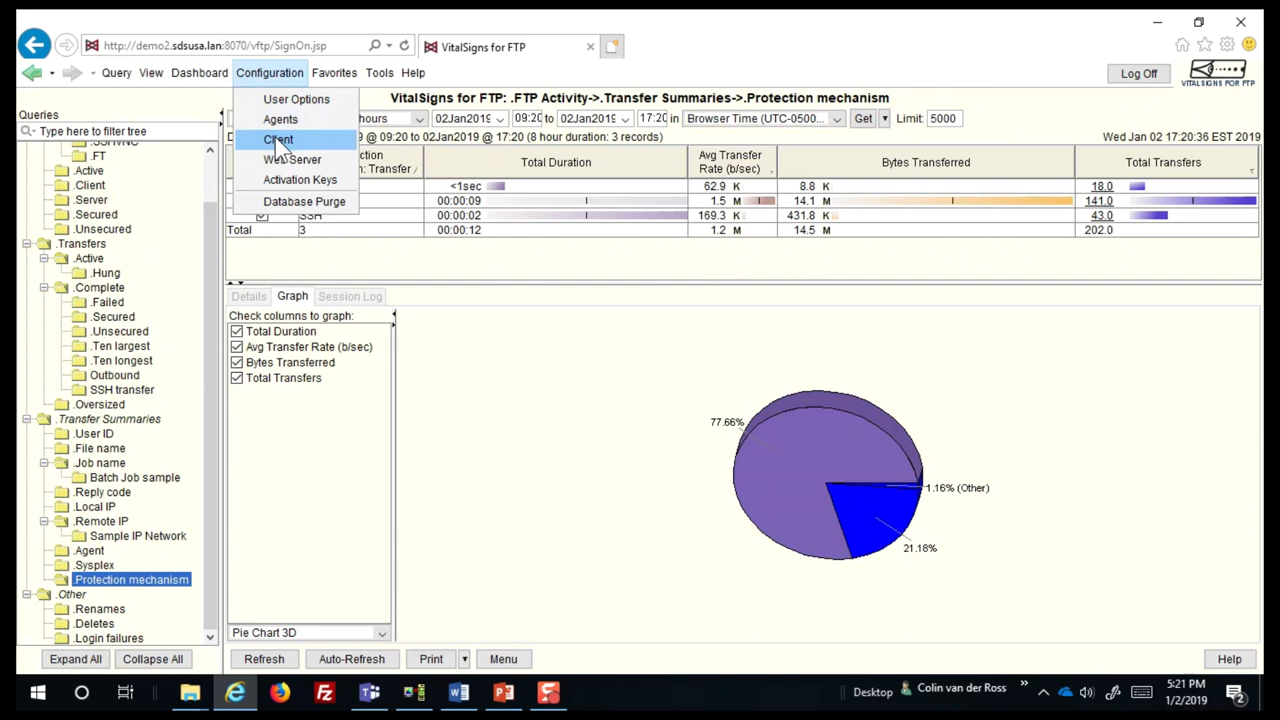 http://demo2.sdsusa.lan:8070/vftp/SignOn.jsp
VitalSigns for FTP
Query View Dashboard Configuration Favorites Tools Help
Log Off
VITALSIGNS FOR FTP
User Options
Agents
Client
Web Server
Activation Keys
Database Purge
VitalSigns for FTP: .FTP Activity->.Transfer Summaries->.Protection mechanism
hours 02Jan2019 09:20 to 02Jan2019 17:20 in Browser Time (UTC-0500... Get Limit: 5000
@ 09:20 to 02Jan2019 @ 17:20 (8 hour duration: 3 records)
Wed Jan 02 17:20:36 EST 2019
Queries
Type here to filter tree
.FT
.Active
.Client
.Server
.Secured
.Unsecured
.Transfers
.Active
.Hung
.Complete
.Failed
.Secured
.Unsecured
.Ten largest
.Ten longest
Outbound
SSH transfer
.Oversized
.Transfer Summaries
.User ID
.File name
.Job name
Batch Job sample
.Reply code
.Local IP
.Remote IP
Sample IP Network
.Agent
.Sysplex
.Protection mechanism
.Other
.Renames
.Deletes
.Login failures
Expand All Collapse All
: Transfer Total Duration Avg Transfer Rate (b/sec) Bytes Transferred Total Transfers
<1sec 62.9 K 8.8 K 18.0
00:00:09 1.5 M 14.1 M 141.0
SSH 00:00:02 169.3 K 431.8 K 43.0
Total 3 00:00:12 1.2 M 14.5 M 202.0
Details Graph Session Log
Check columns to graph:
Total Duration
Avg Transfer Rate (b/sec)
Bytes Transferred
Total Transfers
77.66%
1.16% (Other)
21.18%
Pie Chart 3D
Refresh Auto-Refresh Print Menu Help
Desktop Colin van der Ross
5:21 PM
1/2/2019
2